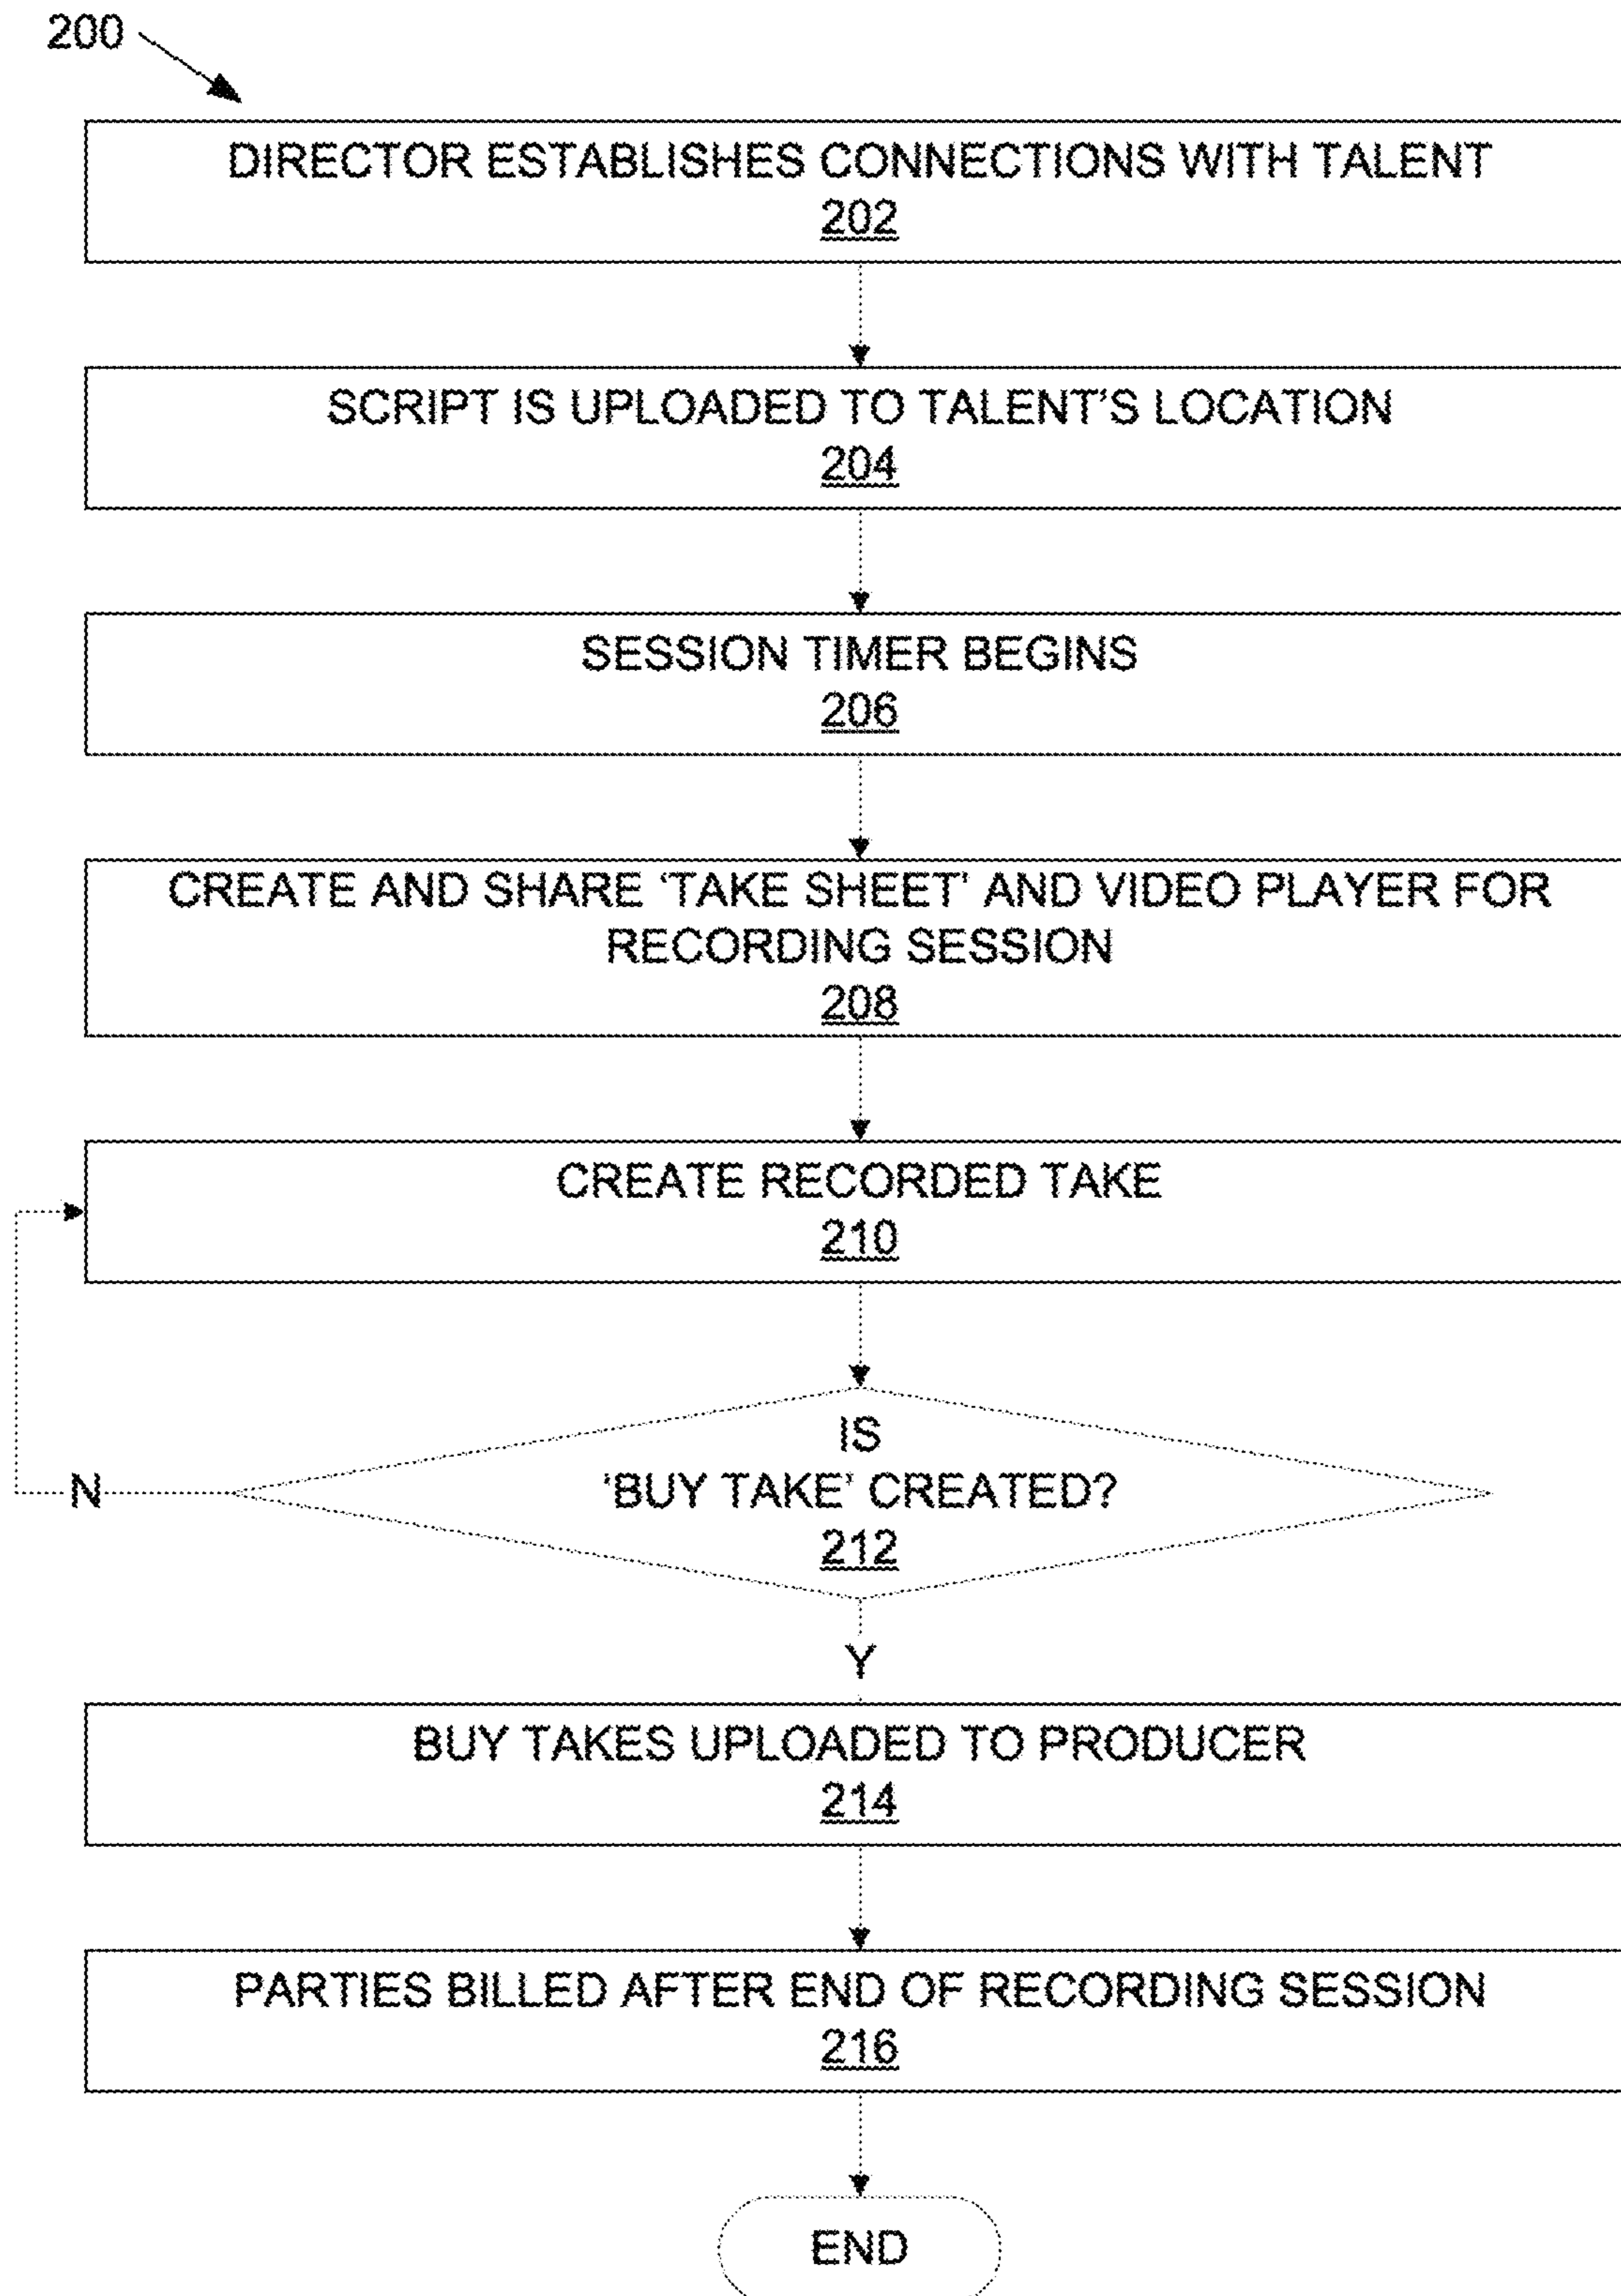 200
DIRECTOR ESTABLISHES CONNECTIONS WITH TALENT
202
SCRIPT IS UPLOADED TO TALENT’S LOCATION
204
SESSION TIMER BEGINS
206
CREATE AND SHARE ‘TAKE SHEET’ AND VIDEO PLAYER FOR
RECORDING SESSION
208
CREATE RECORDED TAKE
210
IS
‘BUY TAKE’ CREATED?
N
212
Y
BUY TAKES UPLOADED TO PRODUCER
214
PARTIES BILLED AFTER END OF RECORDING SESSION
216
END